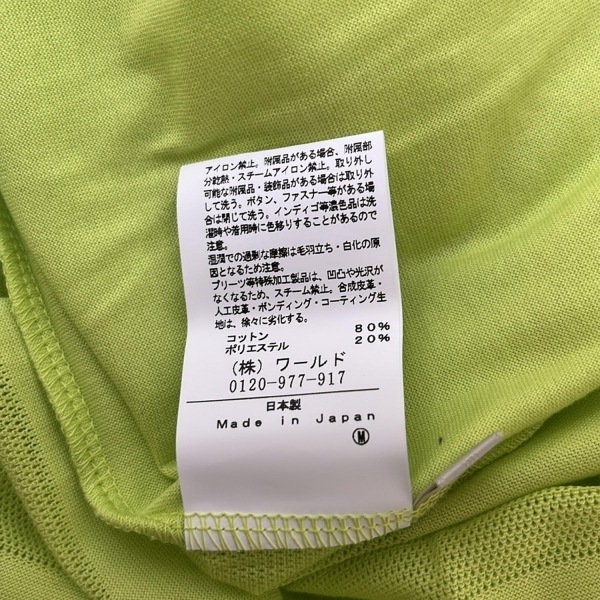 アイロン禁止。附属品がある場合、附属部
分乾熱・スチームアイロン禁止。取り外し
可能な附属品・装飾品がある場合は取り外
して洗う。ボタン、ファスナー等がある場
合は閉じて洗う。インディゴ等濃色品は洗
濯時や着用時に色移りすることがあるので
注意。
湿潤での過剰な摩擦は毛羽立ち・白化の原
因となるため注意。
プリーツ等特殊加工製品は、凹凸や光沢が
なくなるため、スチーム禁止。合成皮革・
人工皮革・ボンディング・コーティング生
地は、徐々に劣化する。
コットン 80%
ポリエステル 20%
（株）ワールド
0120-977-917
日本製
Made in Japan
M